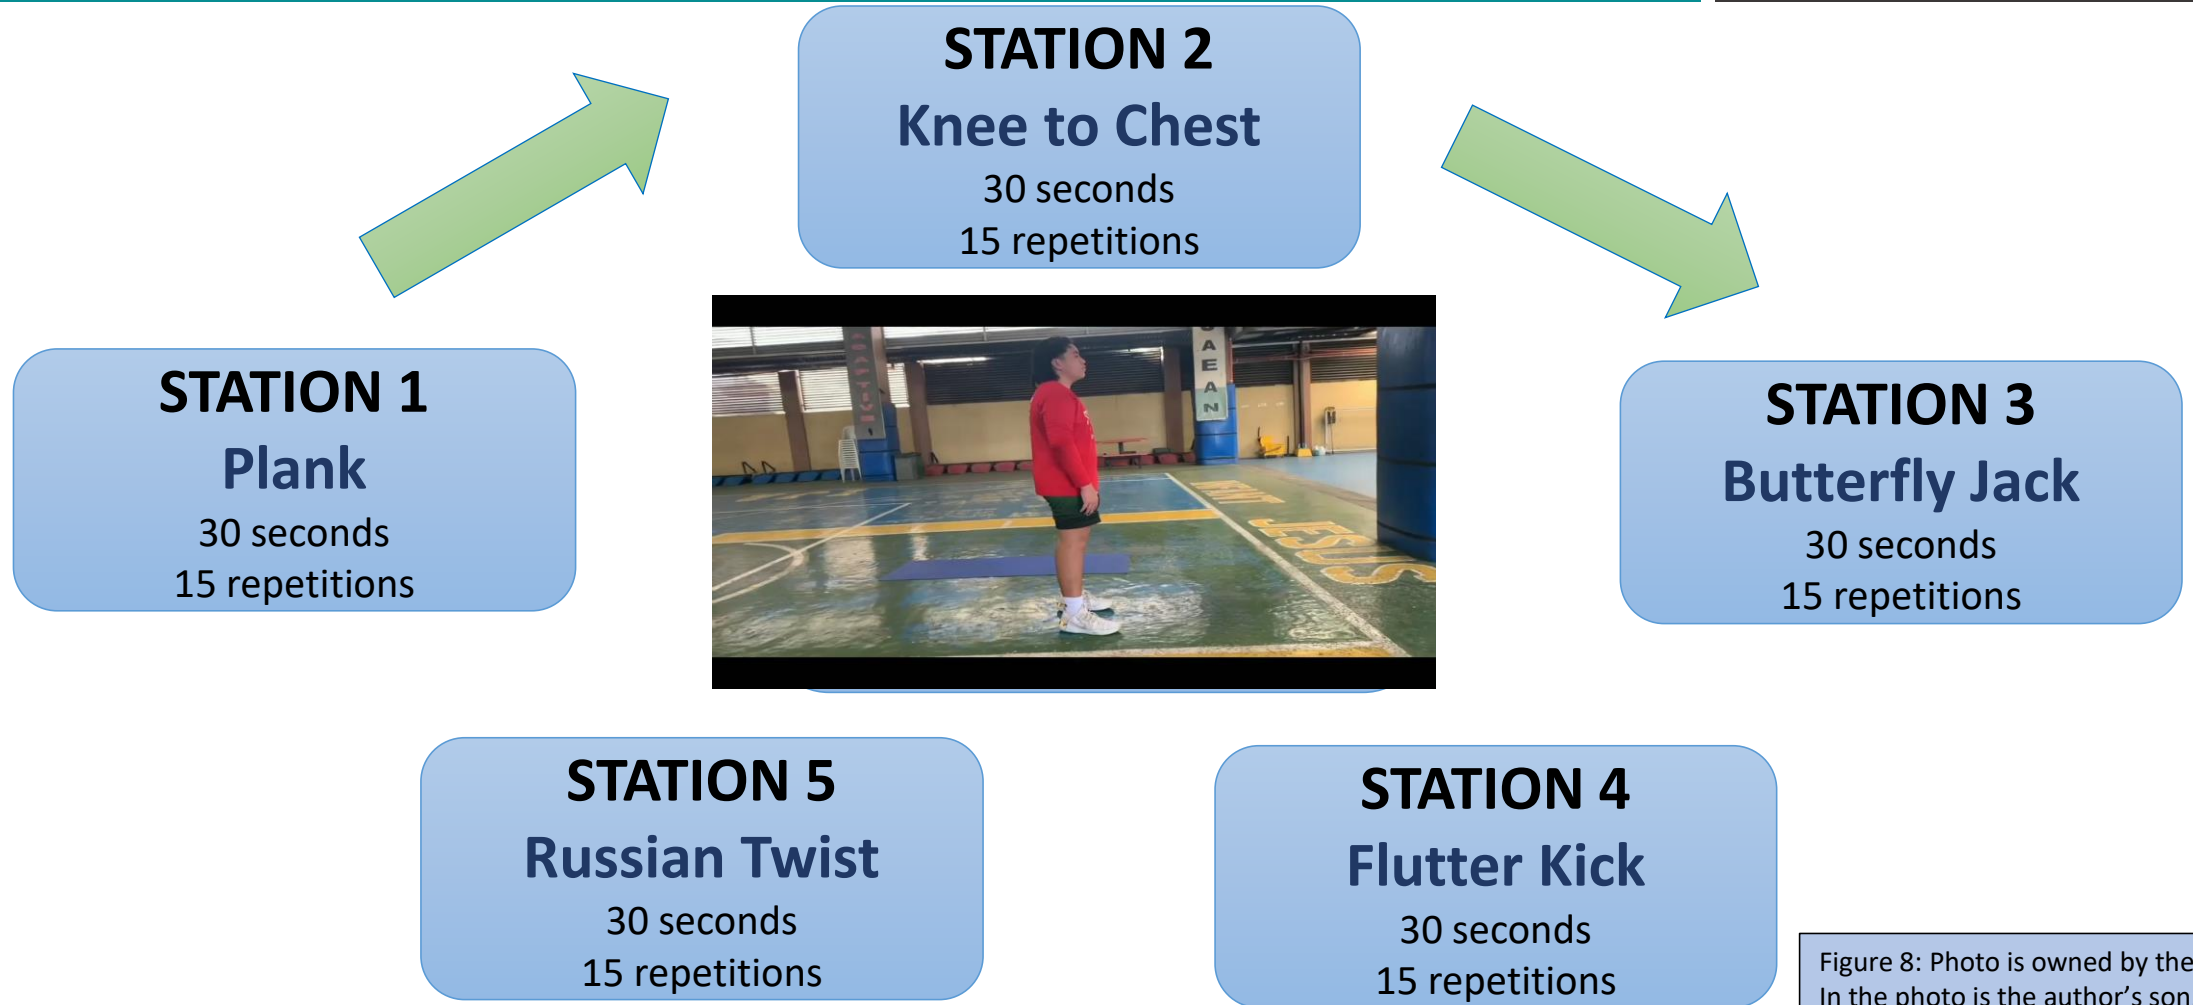 STATION 1
Plank
30 seconds
15 repetitions
STATION 2
Knee to Chest
30 seconds
15 repetitions
STATION 3
Butterfly Jack
30 seconds
15 repetitions
STATION 4
Flutter Kick
30 seconds
15 repetitions
STATION 5
Russian Twist
30 seconds
15 repetitions
AEAN
JESUS
Figure 8: Photo is owned by the
In the photo is the author's son